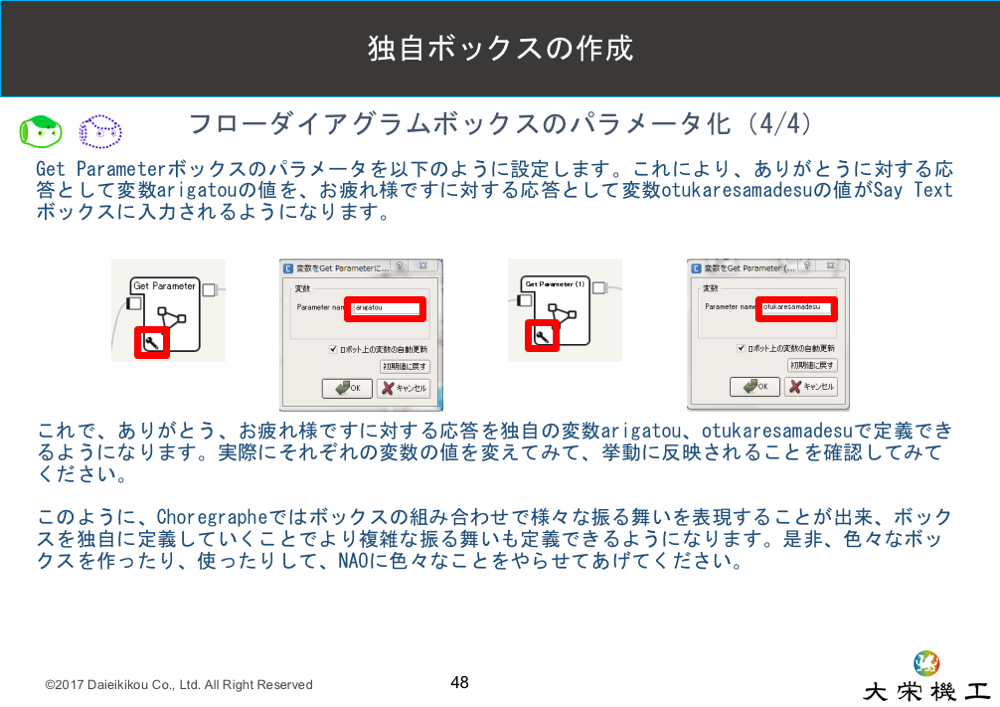 独自ボックスの作成
フローダイアグラムボックスのパラメータ化（4/4）
Get Parameterボックスのパラメータを以下のように設定します。これにより、ありがとうに対する応
答として変数arigatouの値を、お疲れ様ですに対する応答として変数otukaresamadesuの値がSay Text
ボックスに入力されるようになります。
Get Parameter
変数をGet Parameterに...
変数
Parameter nam
arigatou
ロボット上の変数の自動更新
初期値に戻す
OK
キャンセル
Get Parameter (1)
変数をGet Parameter (...
変数
Parameter name
otukaresamadesu
ロボット上の変数の自動更新
初期値に戻す
OK
キャンセル
これで、ありがとう、お疲れ様ですに対する応答を独自の変数arigatou、otukaresamadesuで定義でき
るようになります。実際にそれぞれの変数の値を変えてみて、挙動に反映されることを確認してみて
ください。
このように、Choregrapheではボックスの組み合わせで様々な振る舞いを表現することが出来、ボック
スを独自に定義していくことでより複雑な振る舞いも定義できるようになります。是非、色々なボッ
クスを作ったり、使ったりして、NAOに色々なことをやらせてあげてください。
©2017 Daieikikou Co., Ltd. All Right Reserved
48
大栄機工